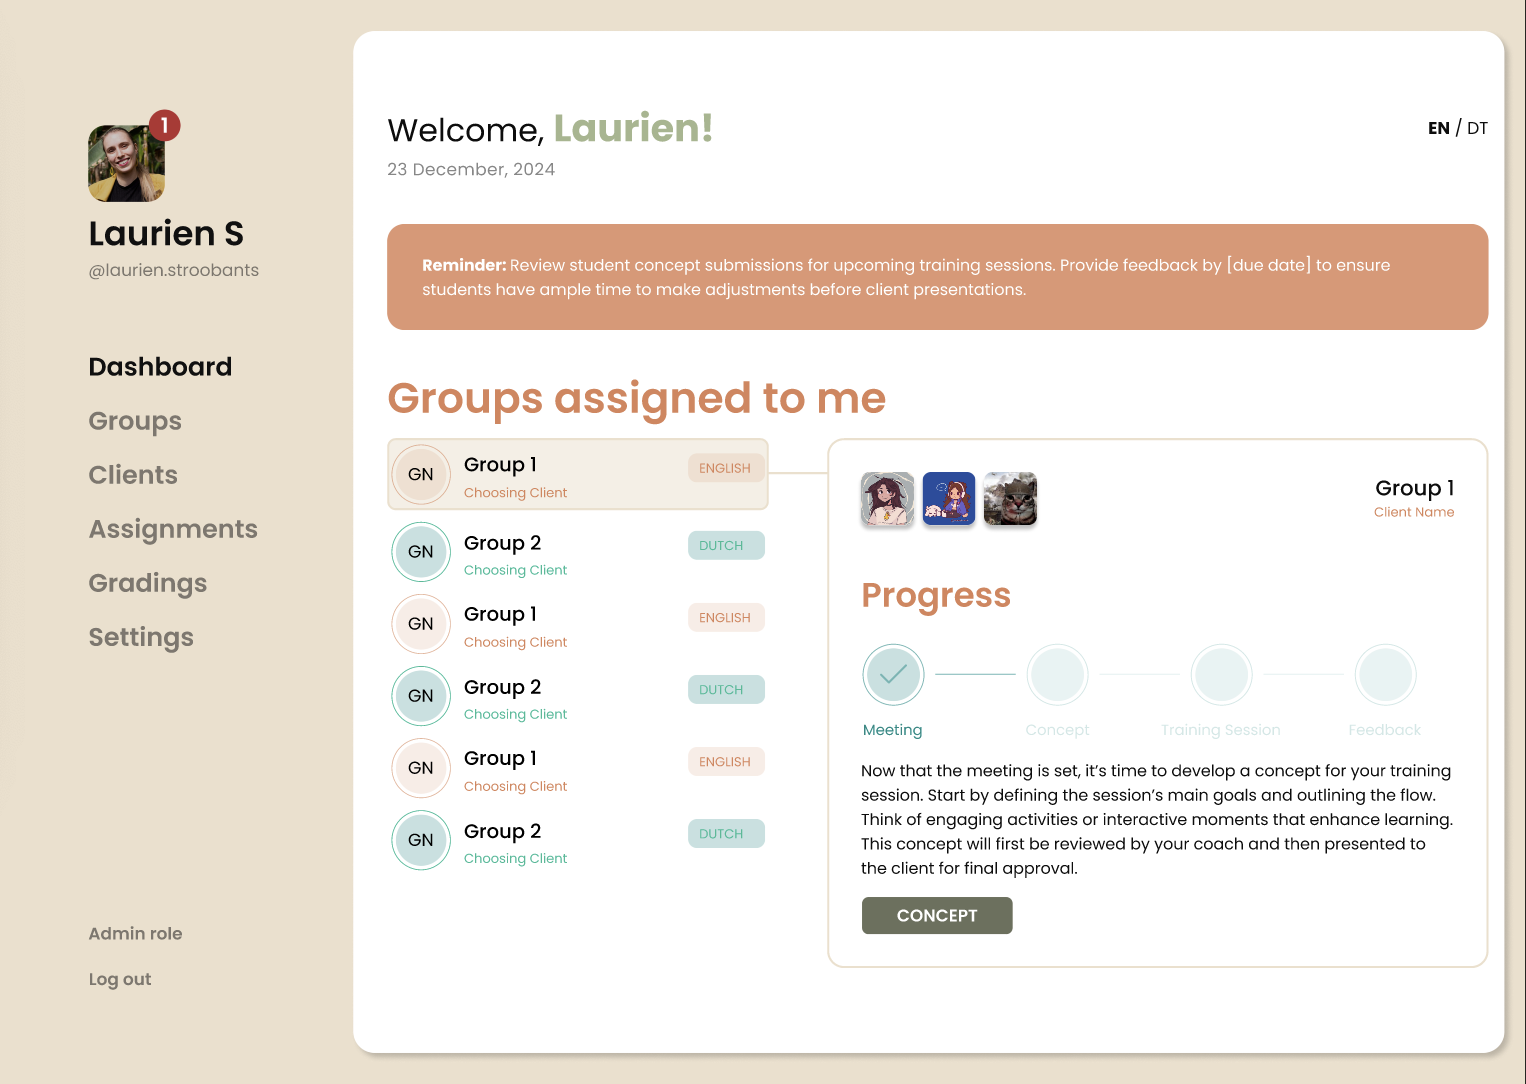 1
Laurien S
@laurien.stroobants
Dashboard
Groups
Clients
Assignments
Gradings
Settings
Admin role
Log out
Welcome, Laurien!
23 December, 2024
EN / DT
Reminder: Review student concept submissions for upcoming training sessions. Provide feedback by [due date] to ensure
students have ample time to make adjustments before client presentations.
Groups assigned to me
GN
Group 1
Choosing Client
ENGLISH
GN
Group 2
Choosing Client
DUTCH
GN
Group 1
Choosing Client
ENGLISH
GN
Group 2
Choosing Client
DUTCH
GN
Group 1
Choosing Client
ENGLISH
GN
Group 2
Choosing Client
DUTCH
Group 1
Client Name
Progress
Meeting
Concept
Training Session
Feedback
Now that the meeting is set, it’s time to develop a concept for your training
session. Start by defining the session’s main goals and outlining the flow.
Think of engaging activities or interactive moments that enhance learning.
This concept will first be reviewed by your coach and then presented to
the client for final approval.
CONCEPT